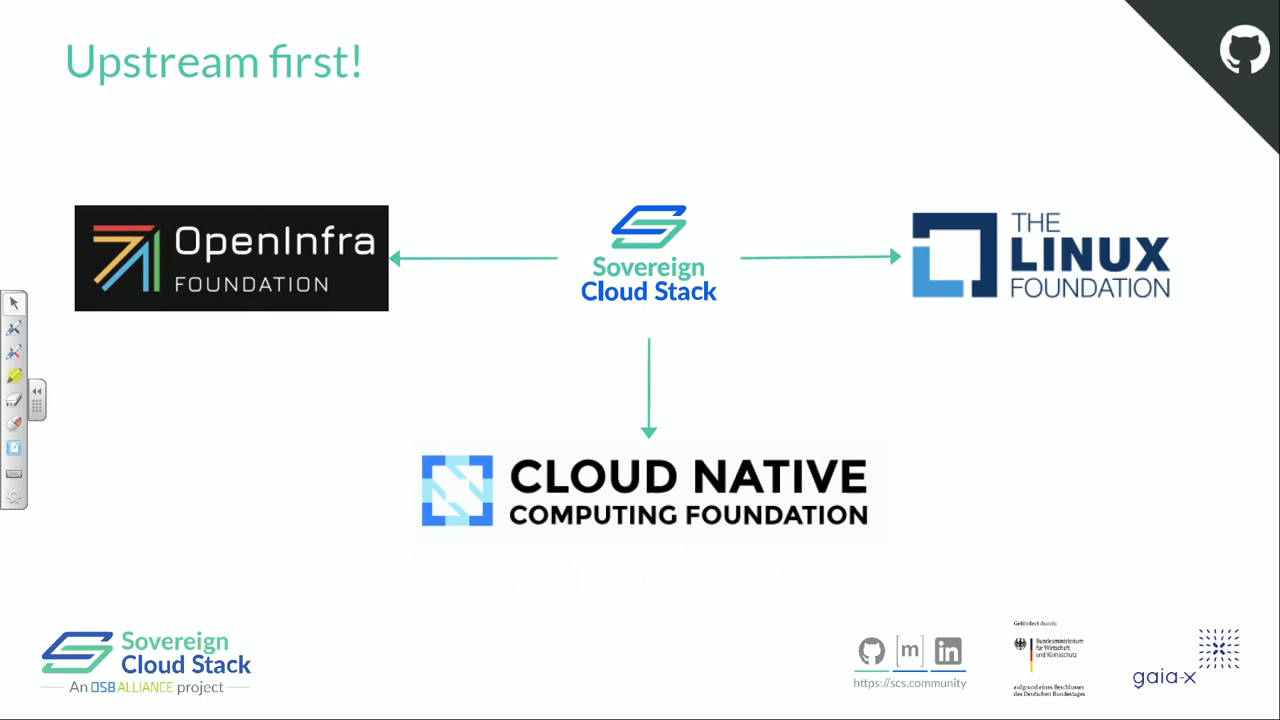 Upstream first!
OpenInfra
FOUNDATION
Sovereign
Cloud Stack
THE
LINUX
FOUNDATION
CLOUD NATIVE
COMPUTING FOUNDATION
Sovereign
Cloud Stack
An OSB ALLIANCE project
[m]
in
https://scs.community
Gefördert durch:
Bundesministerium
für Wirtschaft
und Klimaschutz
aufgrund eines Beschlusses
des Deutschen Bundestages
gaia-x